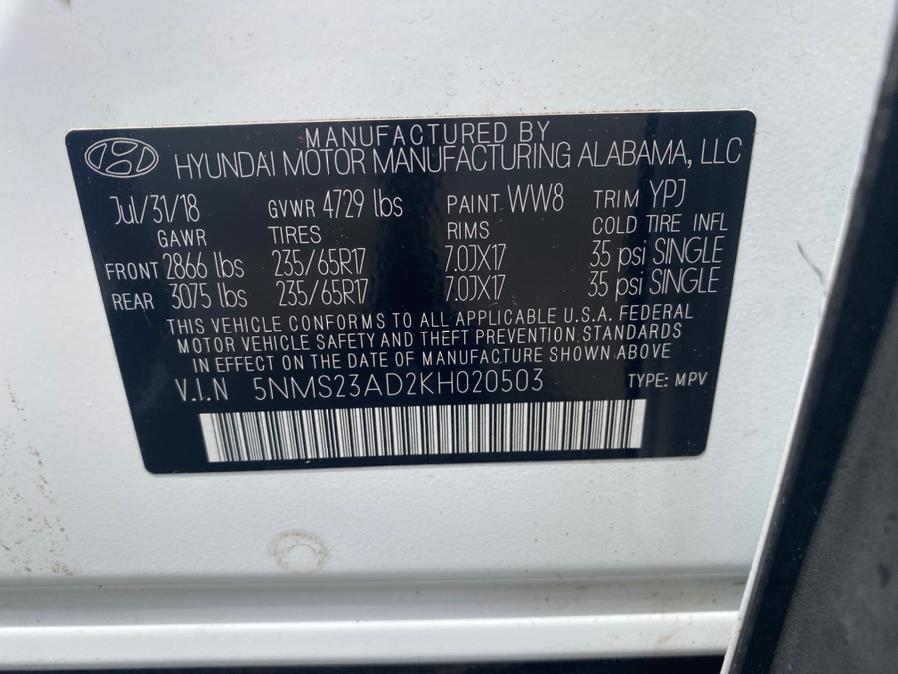 MANUFACTURED BY
HYUNDAI MOTOR MANUFACTURING ALABAMA, LLC
Jul/31/18 GVWR 4729 lbs PAINT WW8 TRIM YPJ
GAWR TIRES RIMS COLD TIRE INFL
FRONT 2866 lbs 235/65R17 7.0JX17 35 psi SINGLE
REAR 3075 lbs 235/65R17 7.0JX17 35 psi SINGLE
THIS VEHICLE CONFORMS TO ALL APPLICABLE U.S.A. FEDERAL
MOTOR VEHICLE SAFETY AND THEFT PREVENTION STANDARDS
IN EFFECT ON THE DATE OF MANUFACTURE SHOWN ABOVE
V.I.N 5NMS23AD2KH020503 TYPE: MPV